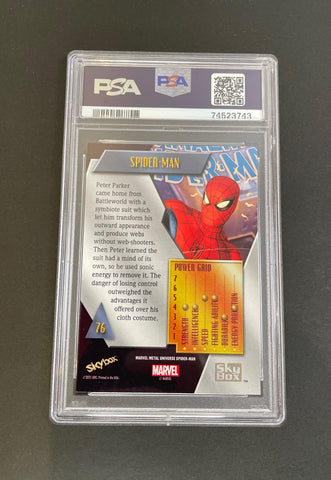 PSA
PSA
74523743
SPIDER-MAN
Peter Parker
came home from
Battleworld with a
symbiote suit which
let him transform his
outward appearance
and produce webs
without web-shooters.
Then Peter learned the
suit had a mind of its
own, so he used sonic
energy to remove it. The
danger of losing control
outweighed the
advantages it
offered over his
cloth costume.
76
POWER GRID
7
6
5
4
3
2
1
STRENGTH
INTELLIGENCE
SPEED
FIGHTING ABILITY
DURABILITY
ENERGY PROJECTION
SkyBox
MARVEL METAL UNIVERSE SPIDER-MAN
MARVEL
© MARVEL
SkyBox